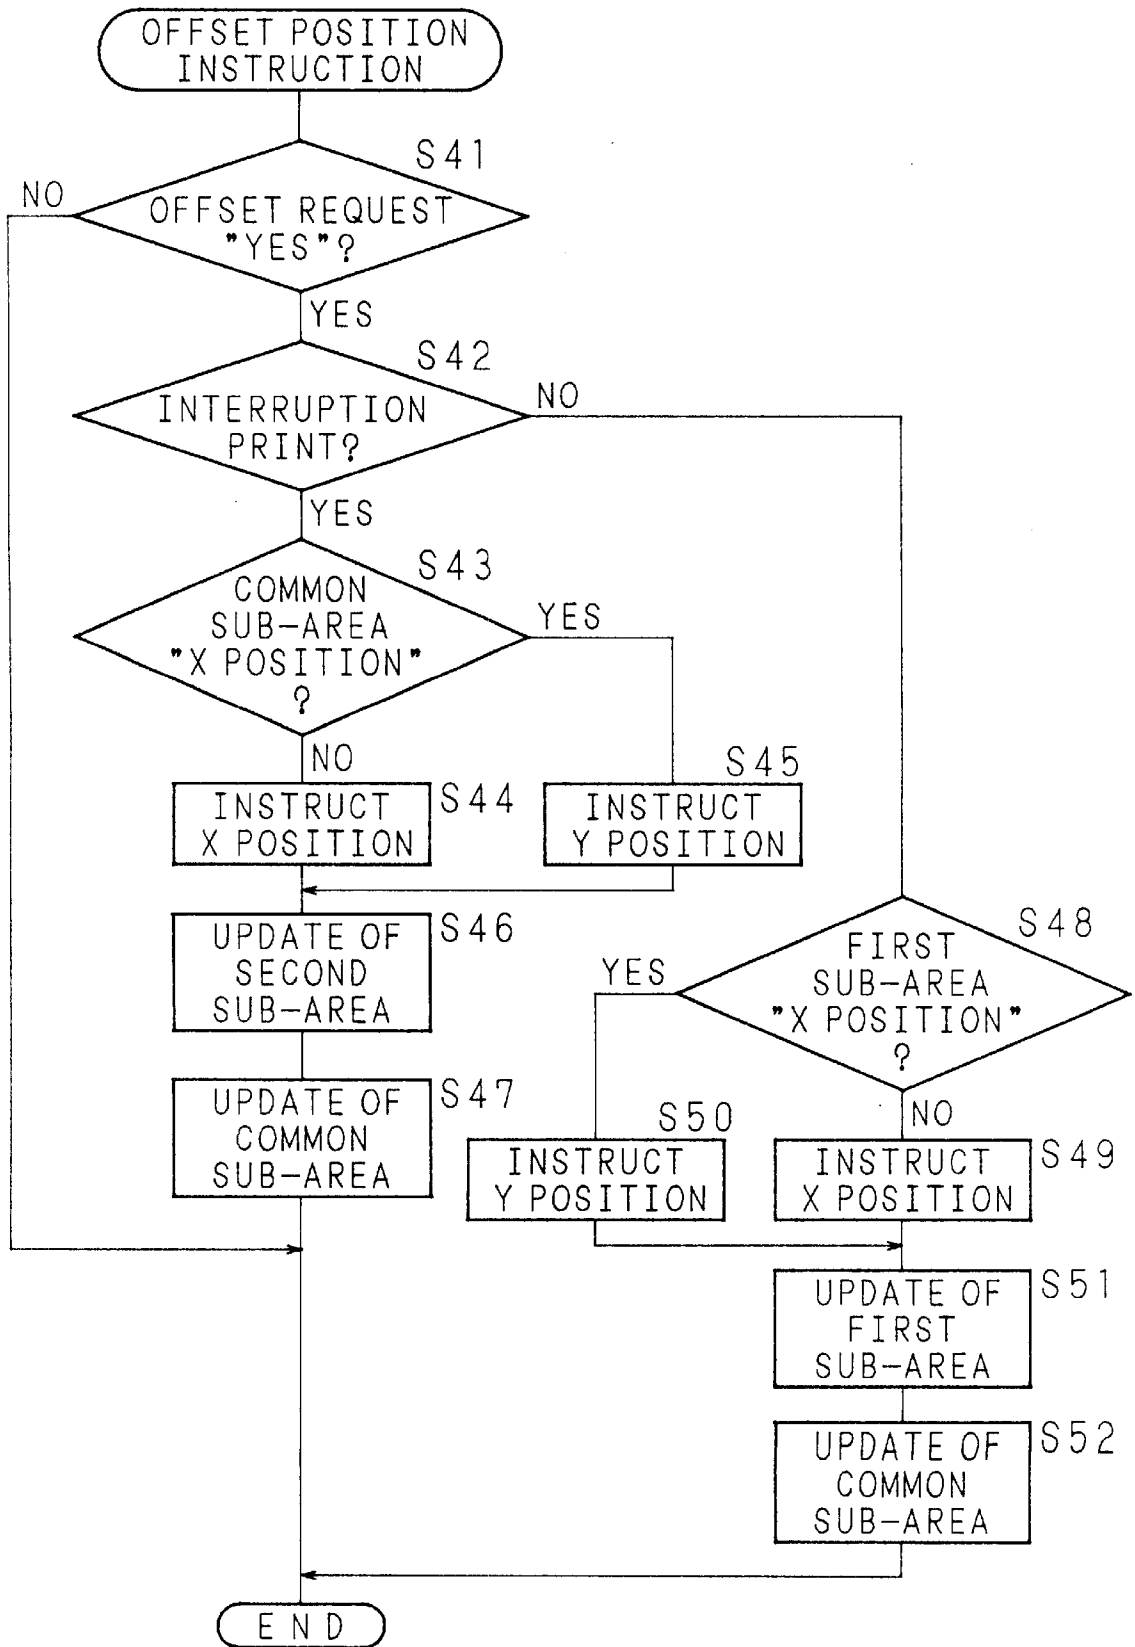 OFFSET POSITION
INSTRUCTION
S41
NO
OFFSET REQUEST
"YES"?
YES
S42
INTERRUPTION
PRINT?
NO
YES
S43
COMMON
SUB-AREA
"X POSITION"
?
YES
NO
S44
INSTRUCT
X POSITION
S45
INSTRUCT
Y POSITION
S46
UPDATE OF
SECOND
SUB-AREA
S47
UPDATE OF
COMMON
SUB-AREA
S48
FIRST
SUB-AREA
"X POSITION"
?
YES
NO
S50
INSTRUCT
Y POSITION
S49
INSTRUCT
X POSITION
S51
UPDATE OF
FIRST
SUB-AREA
S52
UPDATE OF
COMMON
SUB-AREA
END